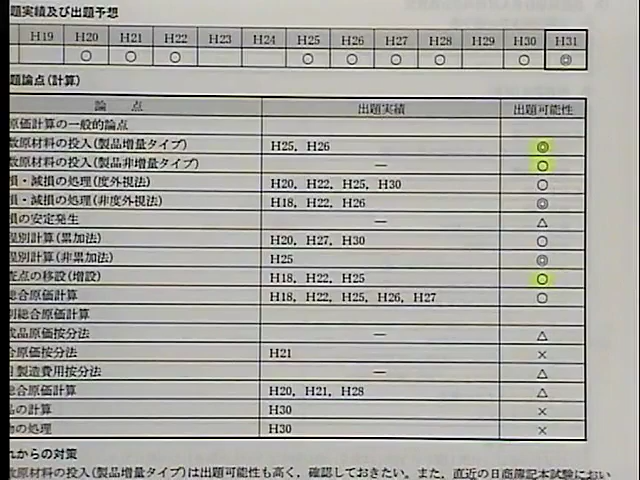 題実績及び出題予想
H19 H20 H21 H22 H23 H24 H25 H26 H27 H28 H29 H30 H31
○ ○ ○ ○ ○ ○ ○ ○ ◎
題論点(計算)
論 点 出題実績 出題可能性
原価計算の一般的論点
数原材料の投入(製品増量タイプ) H25, H26 ◎
数原材料の投入(製品非増量タイプ) ― ○
損・減損の処理(度外視法) H20, H22, H25, H30 ○
損・減損の処理(非度外視法) H18, H22, H26 ◎
損の安定発生 ― △
程別計算(累加法) H20, H27, H30 ○
程別計算(非累加法) H25 ◎
点の移設(増設) H18, H22, H25 ○
総合原価計算 H18, H22, H25, H26, H27 ○
別総合原価計算
成品原価按分法 ― △
合原価按分法 H21 ×
製造費用按分法 ― △
総合原価計算 H20, H21, H28 △
品の計算 H30 ×
の処理 H30 ×
れからの対策
数原材料の投入(製品増量タイプ)は出題可能性も高く，確認しておきたい。また，直近の日商簿記本試験におい